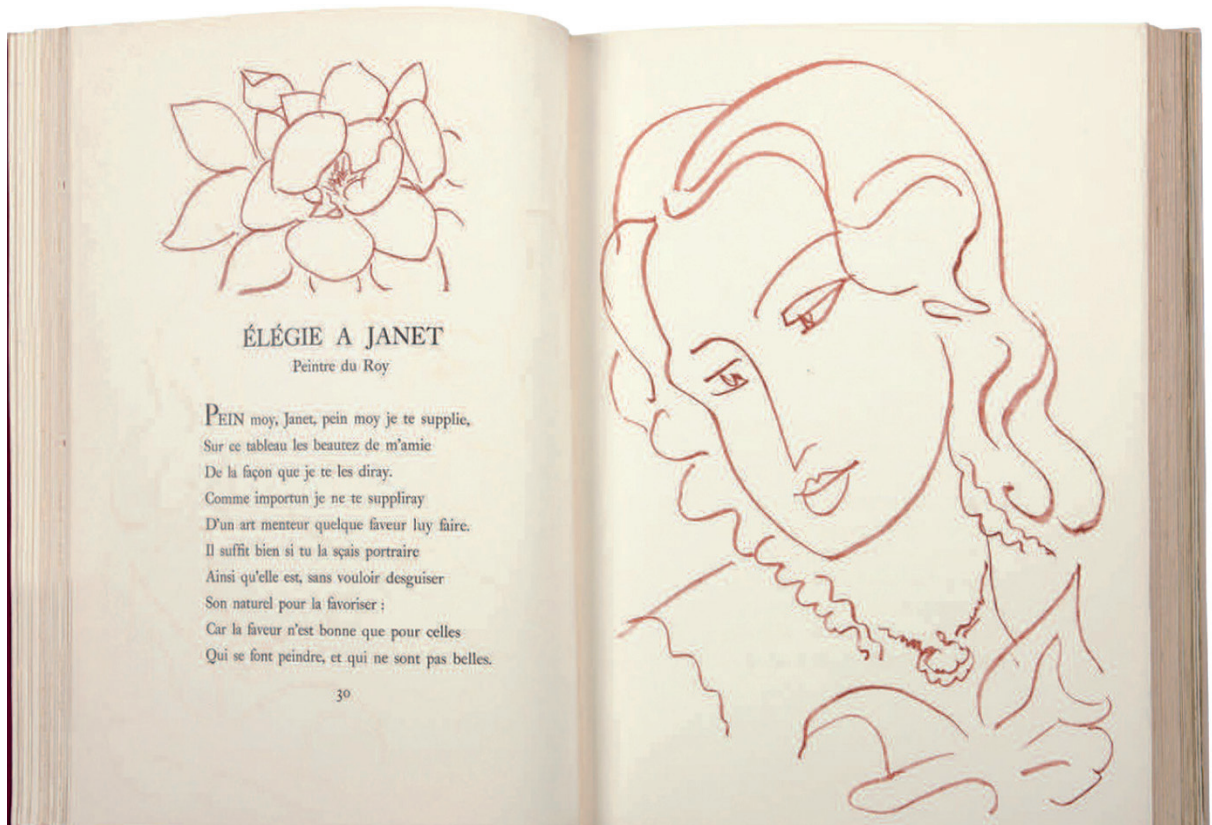 ÉLÉGIE A JANET
Peintre du Roy
PEIN moy, Janet, pein moy je te supplie,
Sur ce tableau les beautez de m'amie
De la façon que je te les diray.
Comme importun je ne te suppliray
D'un art menteur quelque faveur luy faire.
Il suffit bien si tu la sçais portraire
Ainsi qu'elle est, sans vouloir desguiser
Son naturel pour la favoriser :
Car la faveur n'est bonne que pour celles
Qui se font peindre, et qui ne sont pas belles.
30